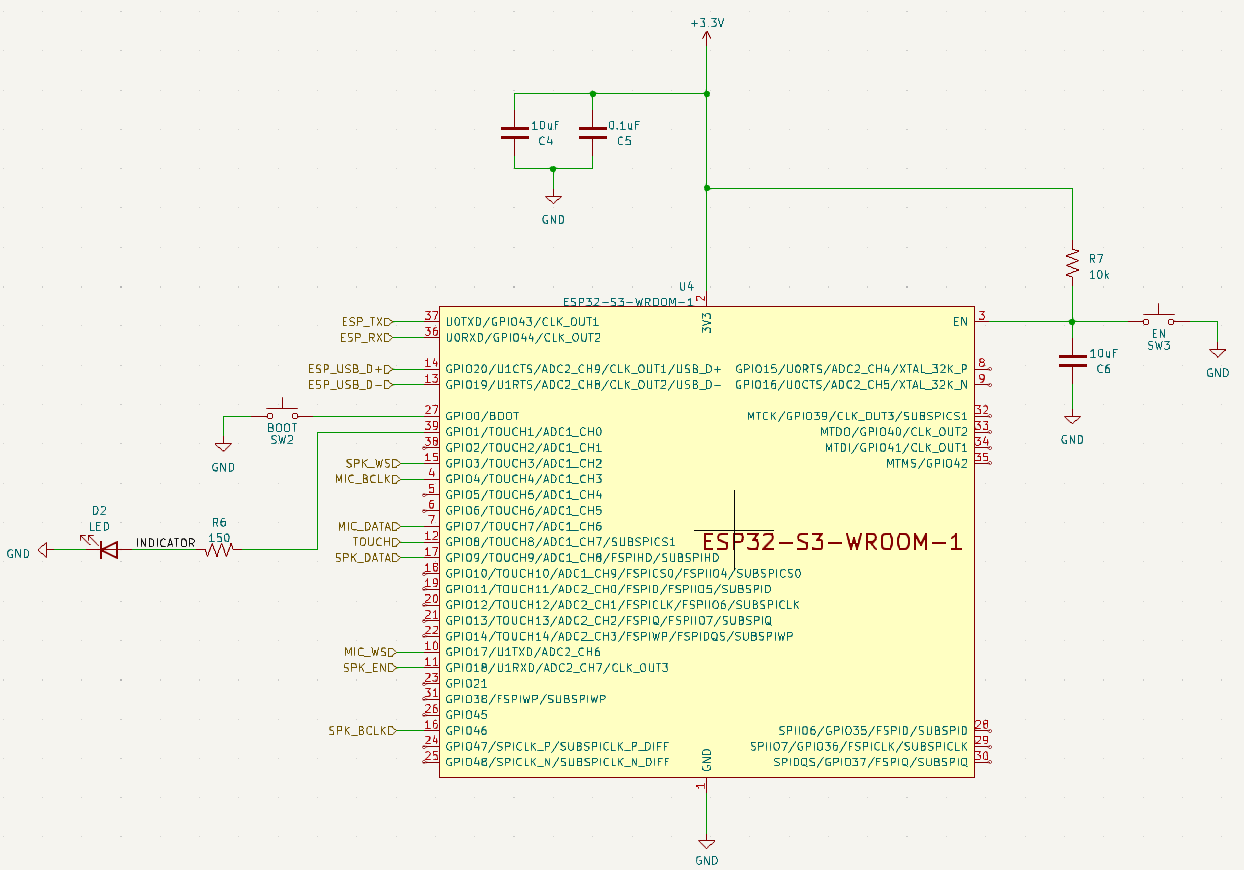 +3.3V
10uF
C4
0.1uF
C5
GND
R7
10k
U4
ESP32-S3-WROOM-1
2
3V3
ESP_TX 37 U0TXD/GPIO43/CLK_OUT1
EN 3
EN
SW3
GND
ESP_RX 36 U0RXD/GPIO44/CLK_OUT2
10uF
C6
GND
ESP_USB_D+ 14 GPIO20/U1CTS/ADC2_CH9/CLK_OUT1/USB_D+
GPIO15/U0RTS/ADC2_CH4/XTAL_32K_P 8
ESP_USB_D- 13 GPIO19/U1RTS/ADC2_CH8/CLK_OUT2/USB_D-
GPIO16/U0CTS/ADC2_CH5/XTAL_32K_N 9
BOOT
SW2
GND
27 GPIO0/BOOT
MTCK/GPIO39/CLK_OUT3/SUBSPICS1 32
39 GPIO1/TOUCH1/ADC1_CH0
MTDO/GPIO40/CLK_OUT2 33
38 GPIO2/TOUCH2/ADC1_CH1
MTDI/GPIO41/CLK_OUT1 34
SPK_WS 15 GPIO3/TOUCH3/ADC1_CH2
MTMS/GPIO42 35
MIC_BCLK 4 GPIO4/TOUCH4/ADC1_CH3
5 GPIO5/TOUCH5/ADC1_CH4
6 GPIO6/TOUCH6/ADC1_CH5
MIC_DATA 7 GPIO7/TOUCH7/ADC1_CH6
TOUCH 12 GPIO8/TOUCH8/ADC1_CH7/SUBSPICS1
ESP32-S3-WROOM-1
SPK_DATA 17 GPIO9/TOUCH9/ADC1_CH8/FSPIHD/SUBSPIHD
D2
LED
GND
INDICATOR
R6
150
18 GPIO10/TOUCH10/ADC1_CH9/FSPICS0/FSPIIO4/SUBSPICS0
19 GPIO11/TOUCH11/ADC2_CH0/FSPID/FSPIIO5/SUBSPID
20 GPIO12/TOUCH12/ADC2_CH1/FSPICLK/FSPIIO6/SUBSPICLK
21 GPIO13/TOUCH13/ADC2_CH2/FSPIQ/FSPIIO7/SUBSPIQ
22 GPIO14/TOUCH14/ADC2_CH3/FSPIWP/FSPIDQS/SUBSPIWP
MIC_WS 10 GPIO17/U1TXD/ADC2_CH6
SPK_EN 11 GPIO18/U1RXD/ADC2_CH7/CLK_OUT3
23 GPIO21
31 GPIO38/FSPIWP/SUBSPIWP
26 GPIO45
SPK_BCLK 16 GPIO46
SPIIO6/GPIO35/FSPID/SUBSPID 28
24 GPIO47/SPICLK_P/SUBSPICLK_P_DIFF
SPIIO7/GPIO36/FSPICLK/SUBSPICLK 29
25 GPIO48/SPICLK_N/SUBSPICLK_N_DIFF
SPIDQS/GPIO37/FSPIQ/SUBSPIQ 30
GND
1
GND